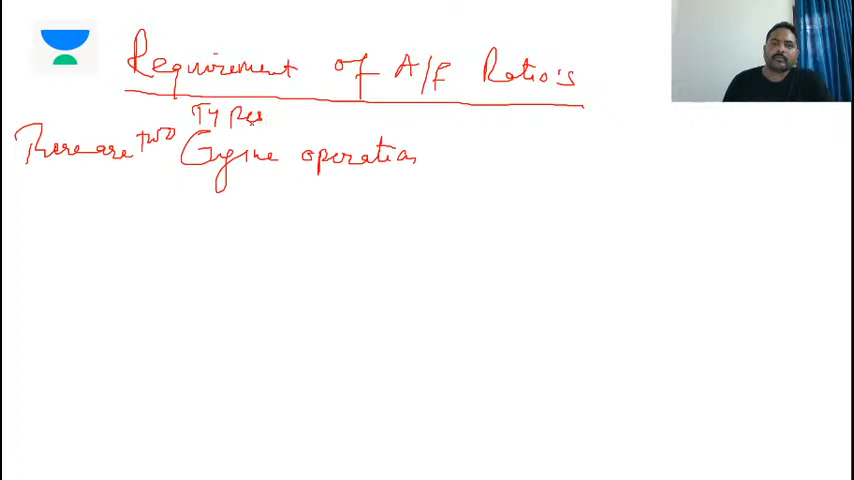 Requirement of A/F Ratio's
Types
There are two Engine operation